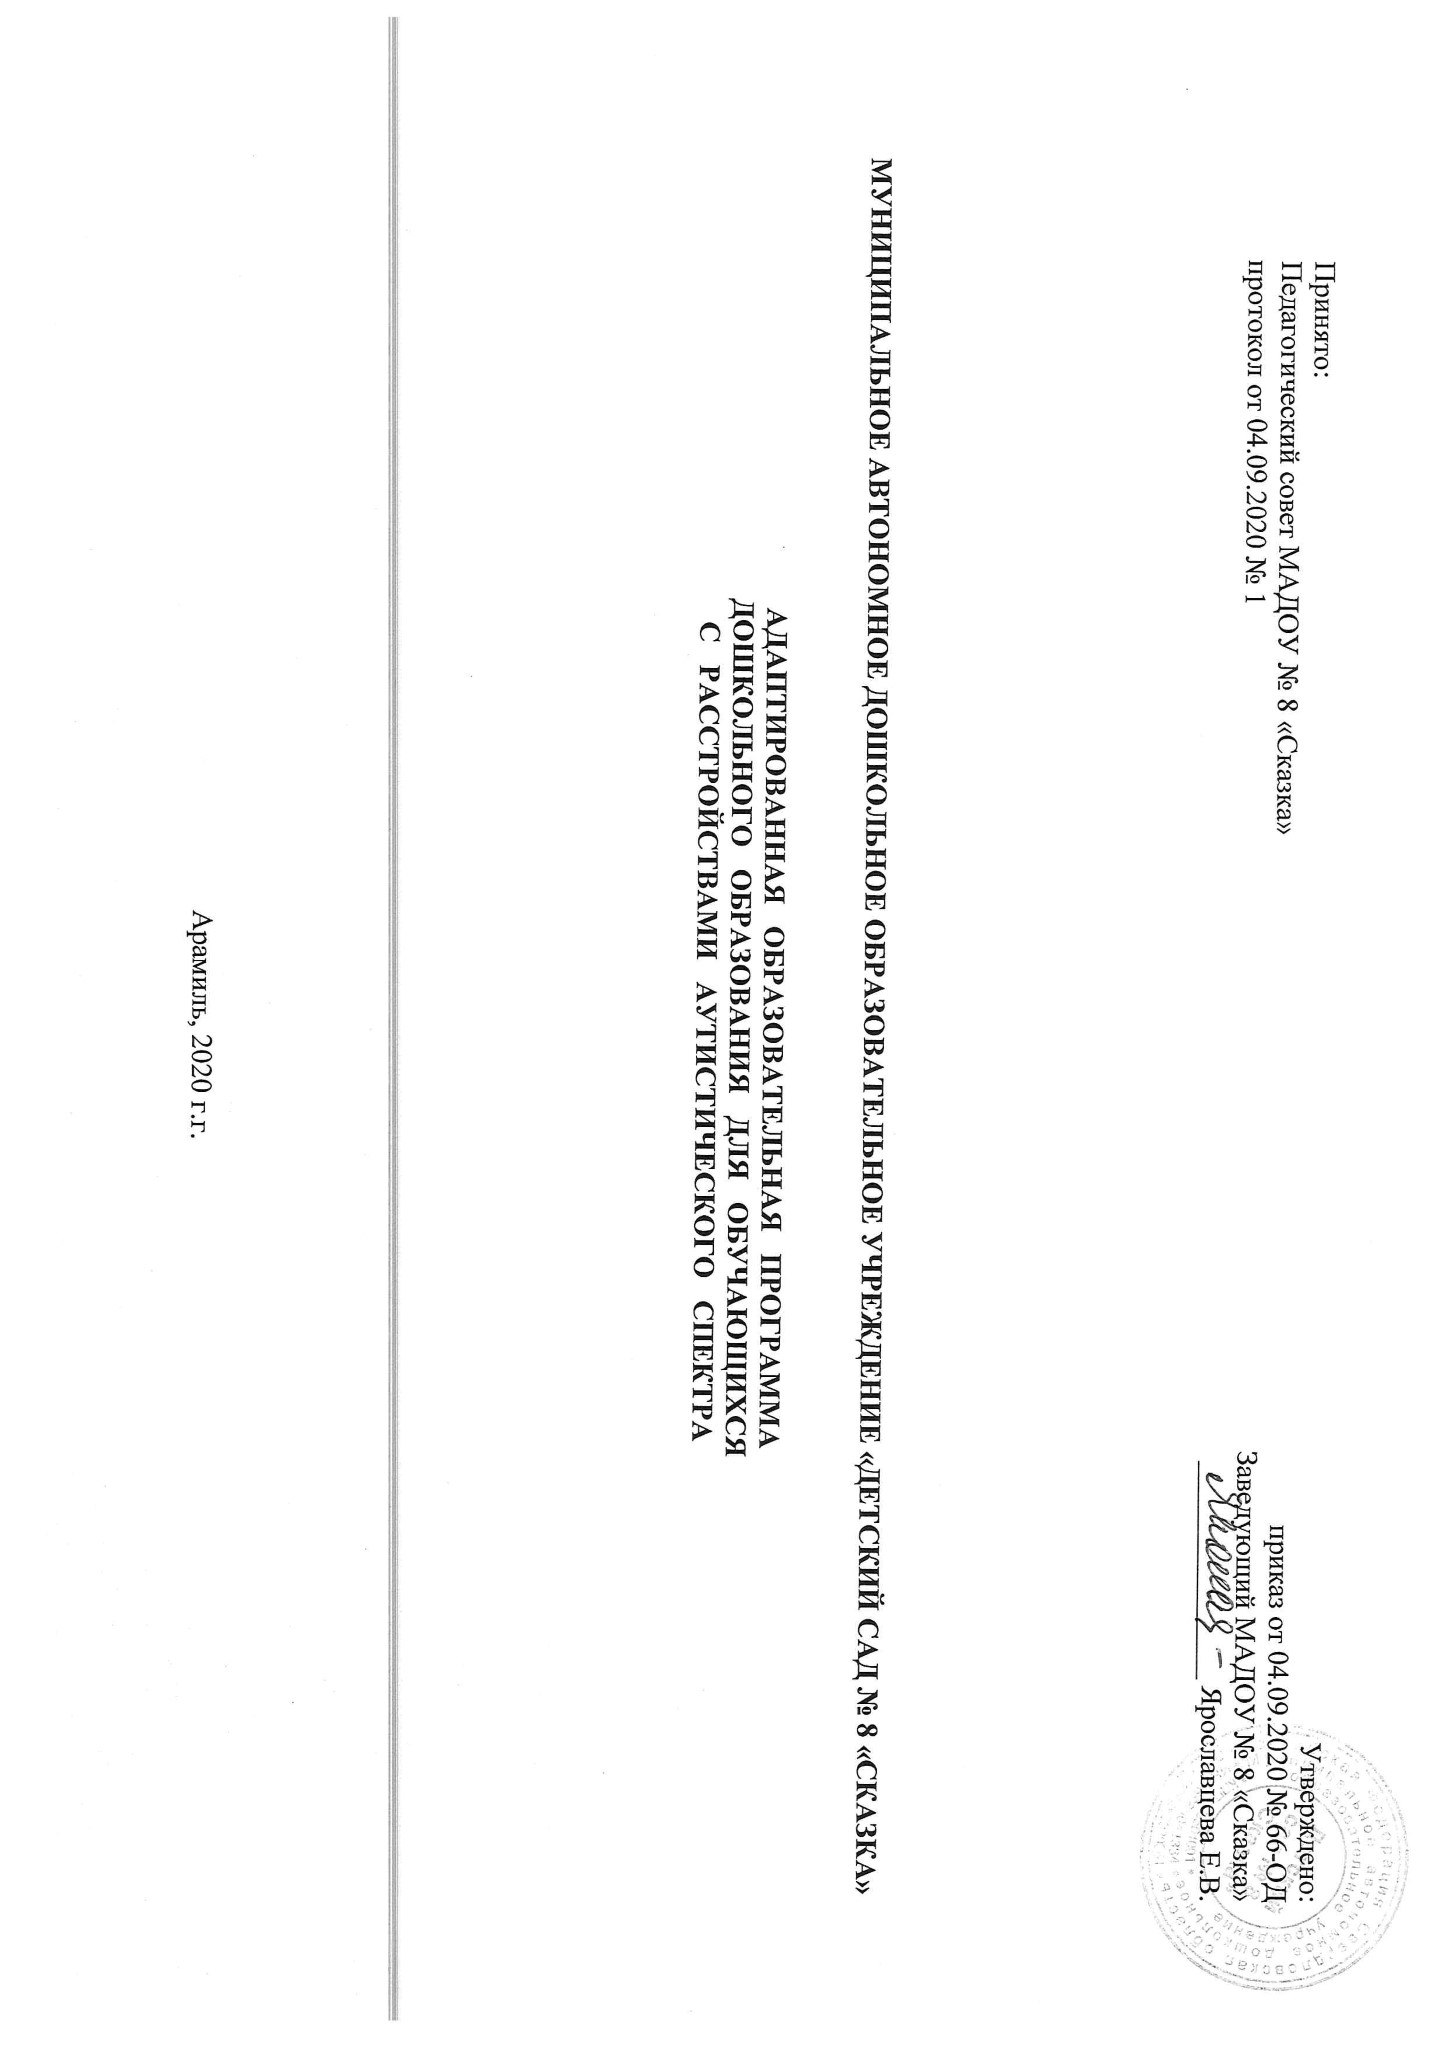 Принято:
Педагогический совет МАДОУ № 8 «Сказка»
протокол от 04.09.2020 № 1
Утверждено:
приказ от 04.09.2020 № 66-ОД
Заведующий МАДОУ № 8 «Сказка»
Ярославцева Е.В.
МУНИЦИПАЛЬНОЕ АВТОНОМНОЕ ДОШКОЛЬНОЕ ОБРАЗОВАТЕЛЬНОЕ УЧРЕЖДЕНИЕ «ДЕТСКИЙ САД № 8 «СКАЗКА»
АДАПТИРОВАННАЯ ОБРАЗОВАТЕЛЬНАЯ ПРОГРАММА
ДОШКОЛЬНОГО ОБРАЗОВАНИЯ ДЛЯ ОБУЧАЮЩИХСЯ
С РАССТРОЙСТВАМИ АУТИСТИЧЕСКОГО СПЕКТРА
Арамиль, 2020 г.г.